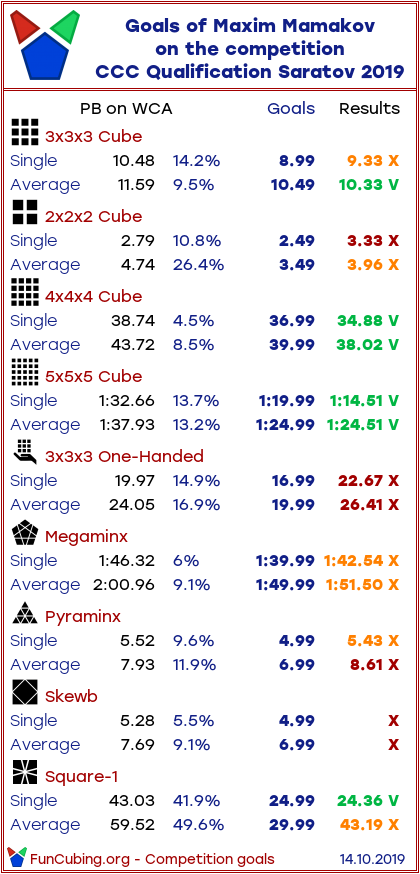 Goals of Maxim Mamakov
on the competition
CCC Qualification Saratov 2019
PB on WCA Goals Results
3x3x3 Cube
Single 10.48 14.2% 8.99 9.33 X
Average 11.59 9.5% 10.49 10.33 V
2x2x2 Cube
Single 2.79 10.8% 2.49 3.33 X
Average 4.74 26.4% 3.49 3.96 X
4x4x4 Cube
Single 38.74 4.5% 36.99 34.88 V
Average 43.72 8.5% 39.99 38.02 V
5x5x5 Cube
Single 1:32.66 13.7% 1:19.99 1:14.51 V
Average 1:37.93 13.2% 1:24.99 1:24.51 V
3x3x3 One-Handed
Single 19.97 14.9% 16.99 22.67 X
Average 24.05 16.9% 19.99 26.41 X
Megaminx
Single 1:46.32 6% 1:39.99 1:42.54 X
Average 2:00.96 9.1% 1:49.99 1:51.50 X
Pyraminx
Single 5.52 9.6% 4.99 5.43 X
Average 7.93 11.9% 6.99 8.61 X
Skewb
Single 5.28 5.5% 4.99 X
Average 7.69 9.1% 6.99 X
Square-1
Single 43.03 41.9% 24.99 24.36 V
Average 59.52 49.6% 29.99 43.19 X
FunCubing.org - Competition goals 14.10.2019